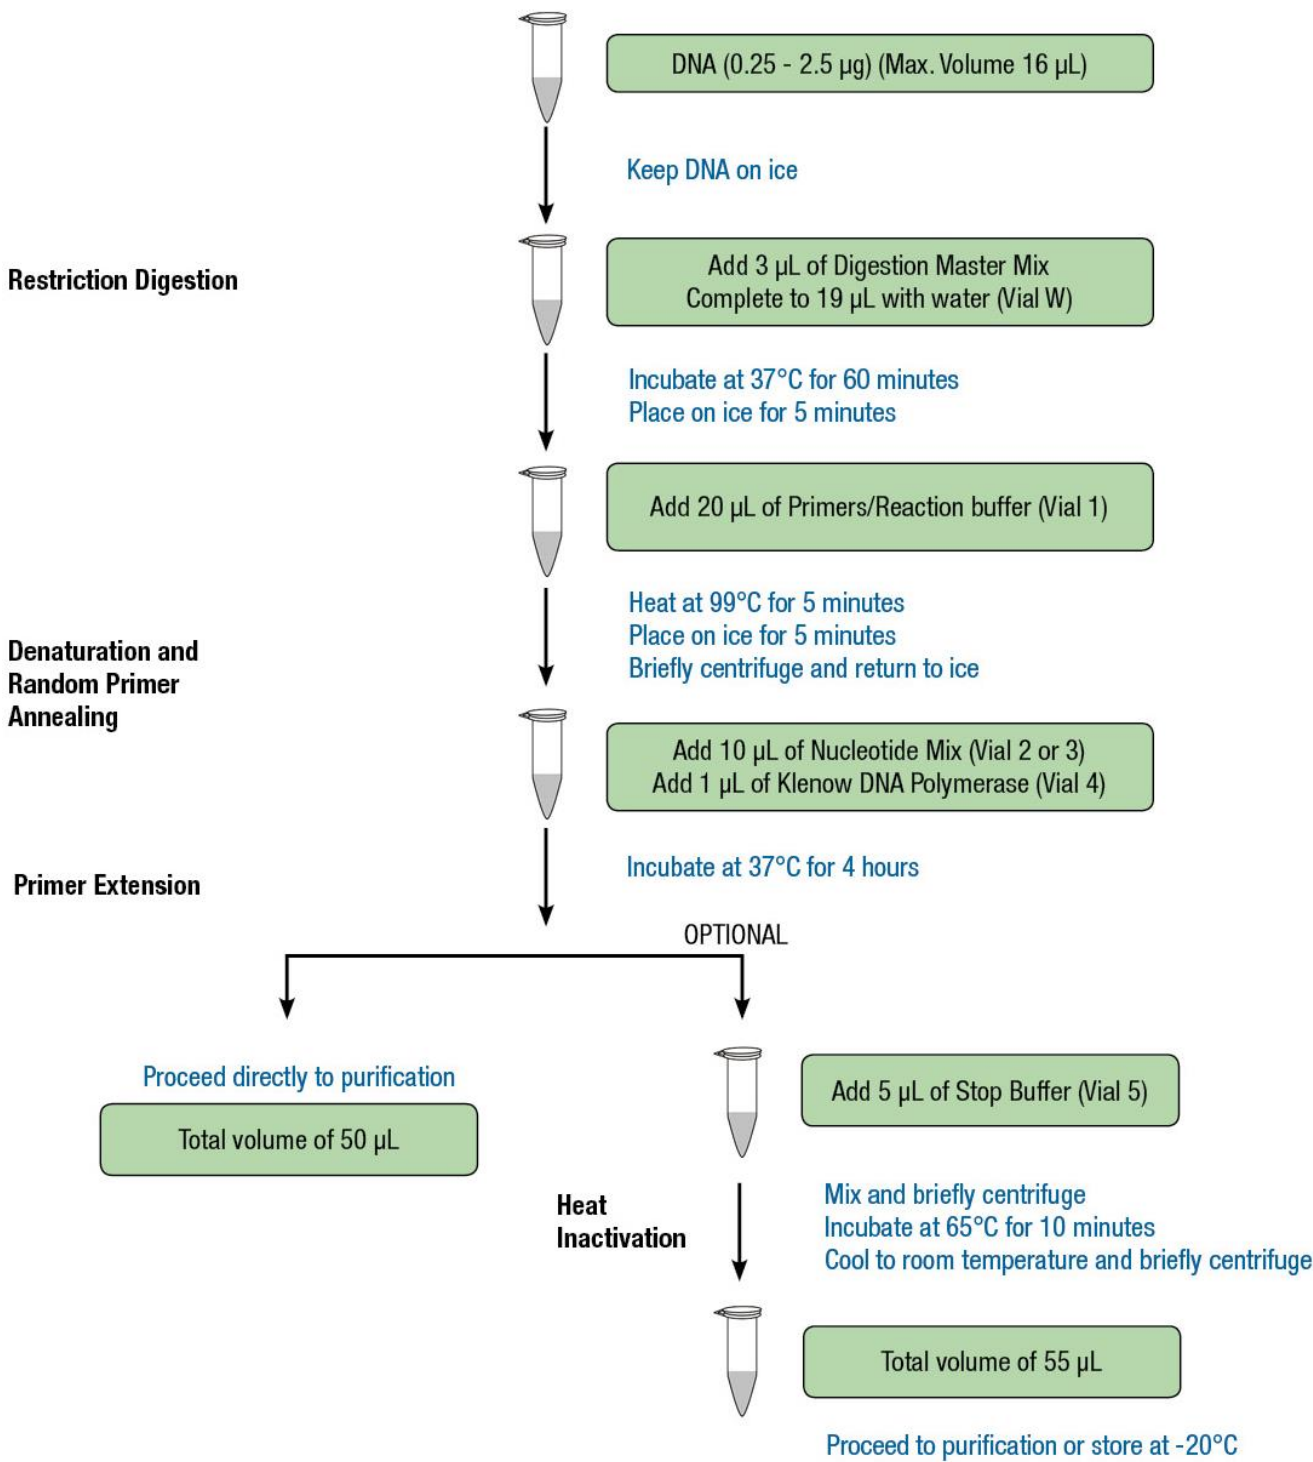 DNA (0.25 - 2.5 µg) (Max. Volume 16 µL)
Keep DNA on ice
Restriction Digestion
Add 3 µL of Digestion Master Mix
Complete to 19 µL with water (Vial W)
Incubate at 37°C for 60 minutes
Place on ice for 5 minutes
Add 20 µL of Primers/Reaction buffer (Vial 1)
Heat at 99°C for 5 minutes
Place on ice for 5 minutes
Briefly centrifuge and return to ice
Denaturation and
Random Primer
Annealing
Add 10 µL of Nucleotide Mix (Vial 2 or 3)
Add 1 µL of Klenow DNA Polymerase (Vial 4)
Incubate at 37°C for 4 hours
Primer Extension
OPTIONAL
Proceed directly to purification
Total volume of 50 µL
Add 5 µL of Stop Buffer (Vial 5)
Heat
Inactivation
Mix and briefly centrifuge
Incubate at 65°C for 10 minutes
Cool to room temperature and briefly centrifuge
Total volume of 55 µL
Proceed to purification or store at -20°C